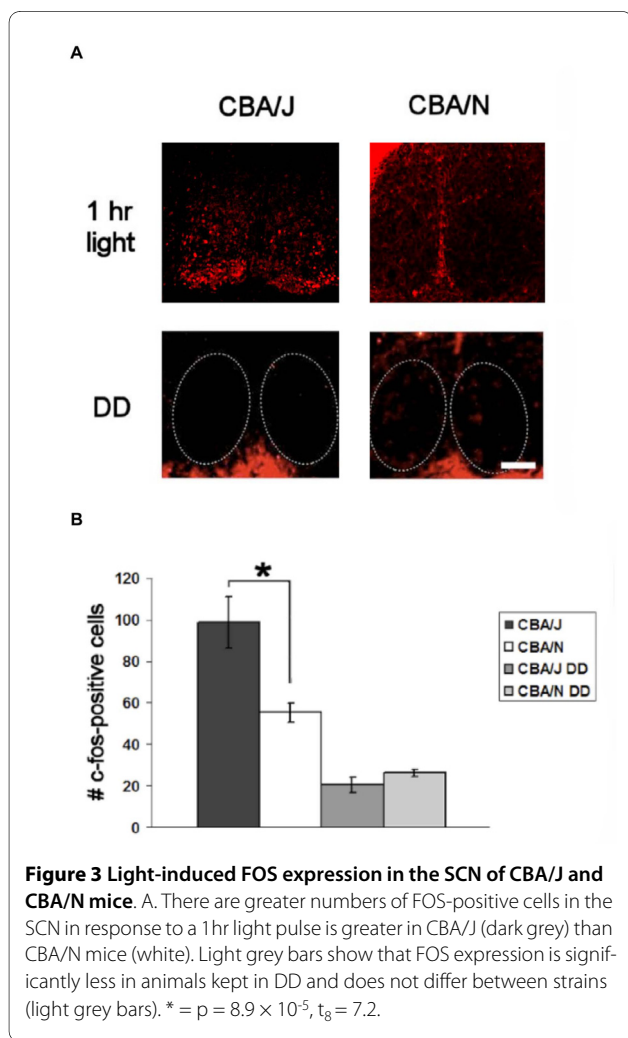 A
CBA/J CBA/N
1 hr
light
DD
B
# c-fos-positive cells
120
100
80
60
40
20
0
*
CBA/J
CBA/N
CBA/J DD
CBA/N DD
Figure 3 Light-induced FOS expression in the SCN of CBA/J and
CBA/N mice. A. There are greater numbers of FOS-positive cells in the
SCN in response to a 1hr light pulse is greater in CBA/J (dark grey) than
CBA/N mice (white). Light grey bars show that FOS expression is signif-
icantly less in animals kept in DD and does not differ between strains
(light grey bars). * = p = 8.9 × 10⁻⁵, t₈ = 7.2.